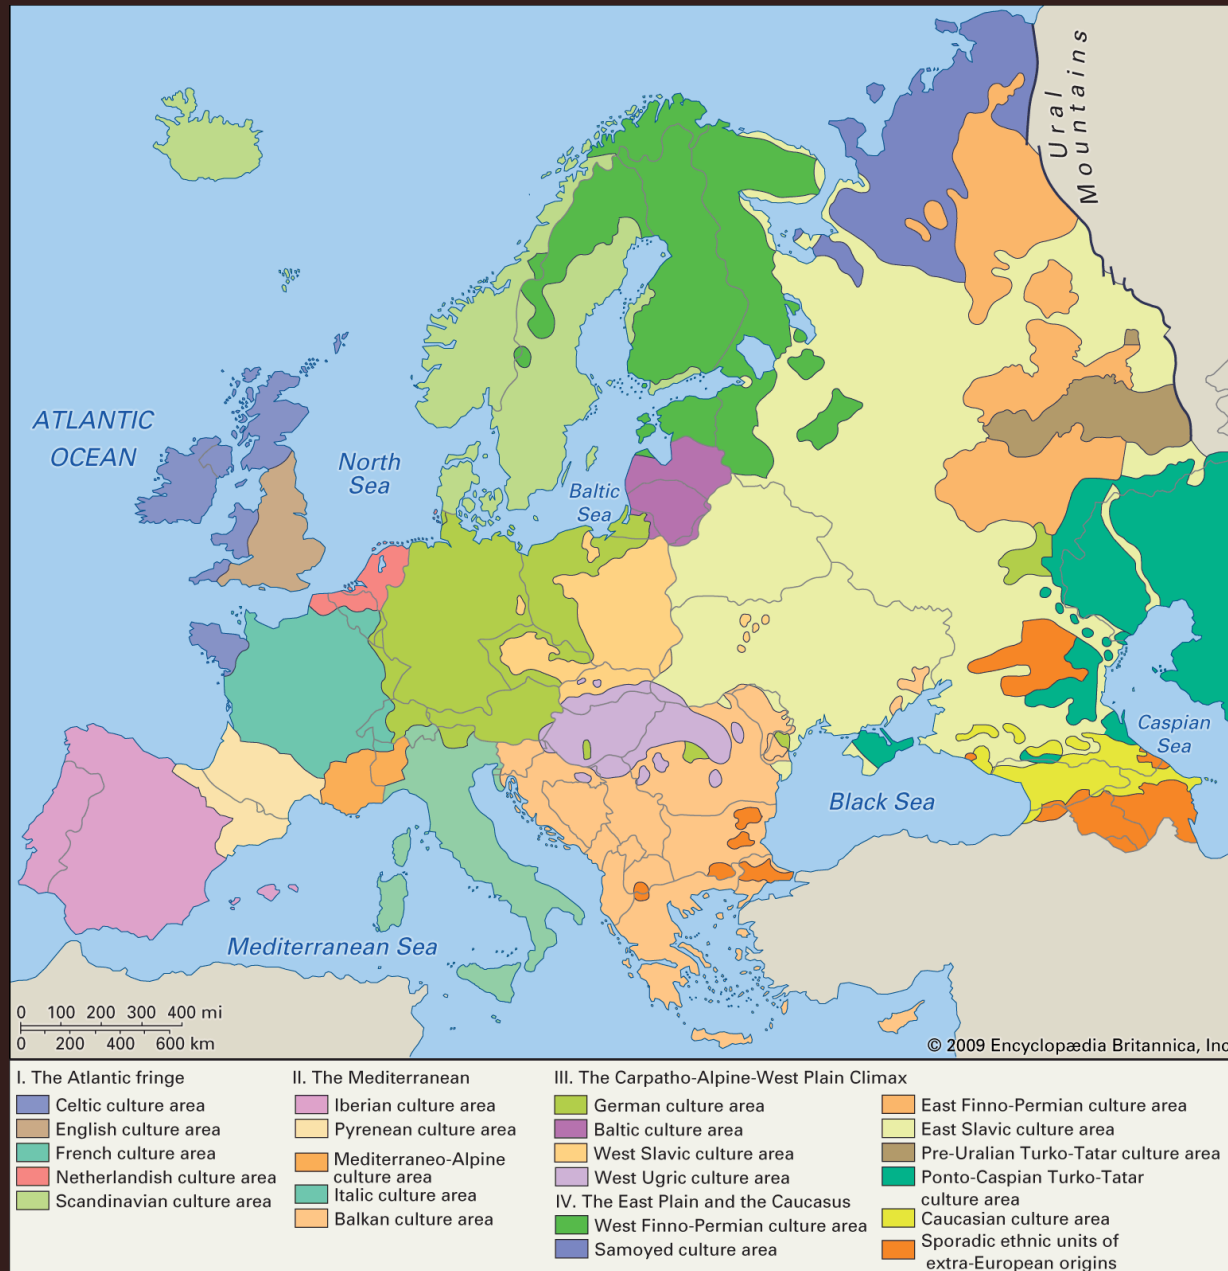 Ural
Mountains
ATLANTIC
OCEAN
North
Sea
Baltic
Sea
Caspian
Sea
Black Sea
Mediterranean Sea
0 100 200 300 400 mi
0 200 400 600 km
© 2009 Encyclopædia Britannica, Inc
I. The Atlantic fringe
Celtic culture area
English culture area
French culture area
Netherlandish culture area
Scandinavian culture area
II. The Mediterranean
Iberian culture area
Pyrenean culture area
Mediterraneo-Alpine
culture area
Italic culture area
Balkan culture area
III. The Carpatho-Alpine-West Plain Climax
German culture area
Baltic culture area
West Slavic culture area
West Ugric culture area
IV. The East Plain and the Caucasus
West Finno-Permian culture area
Samoyed culture area
East Finno-Permian culture area
East Slavic culture area
Pre-Uralian Turko-Tatar culture area
Ponto-Caspian Turko-Tatar
culture area
Caucasian culture area
Sporadic ethnic units of
extra-European origins